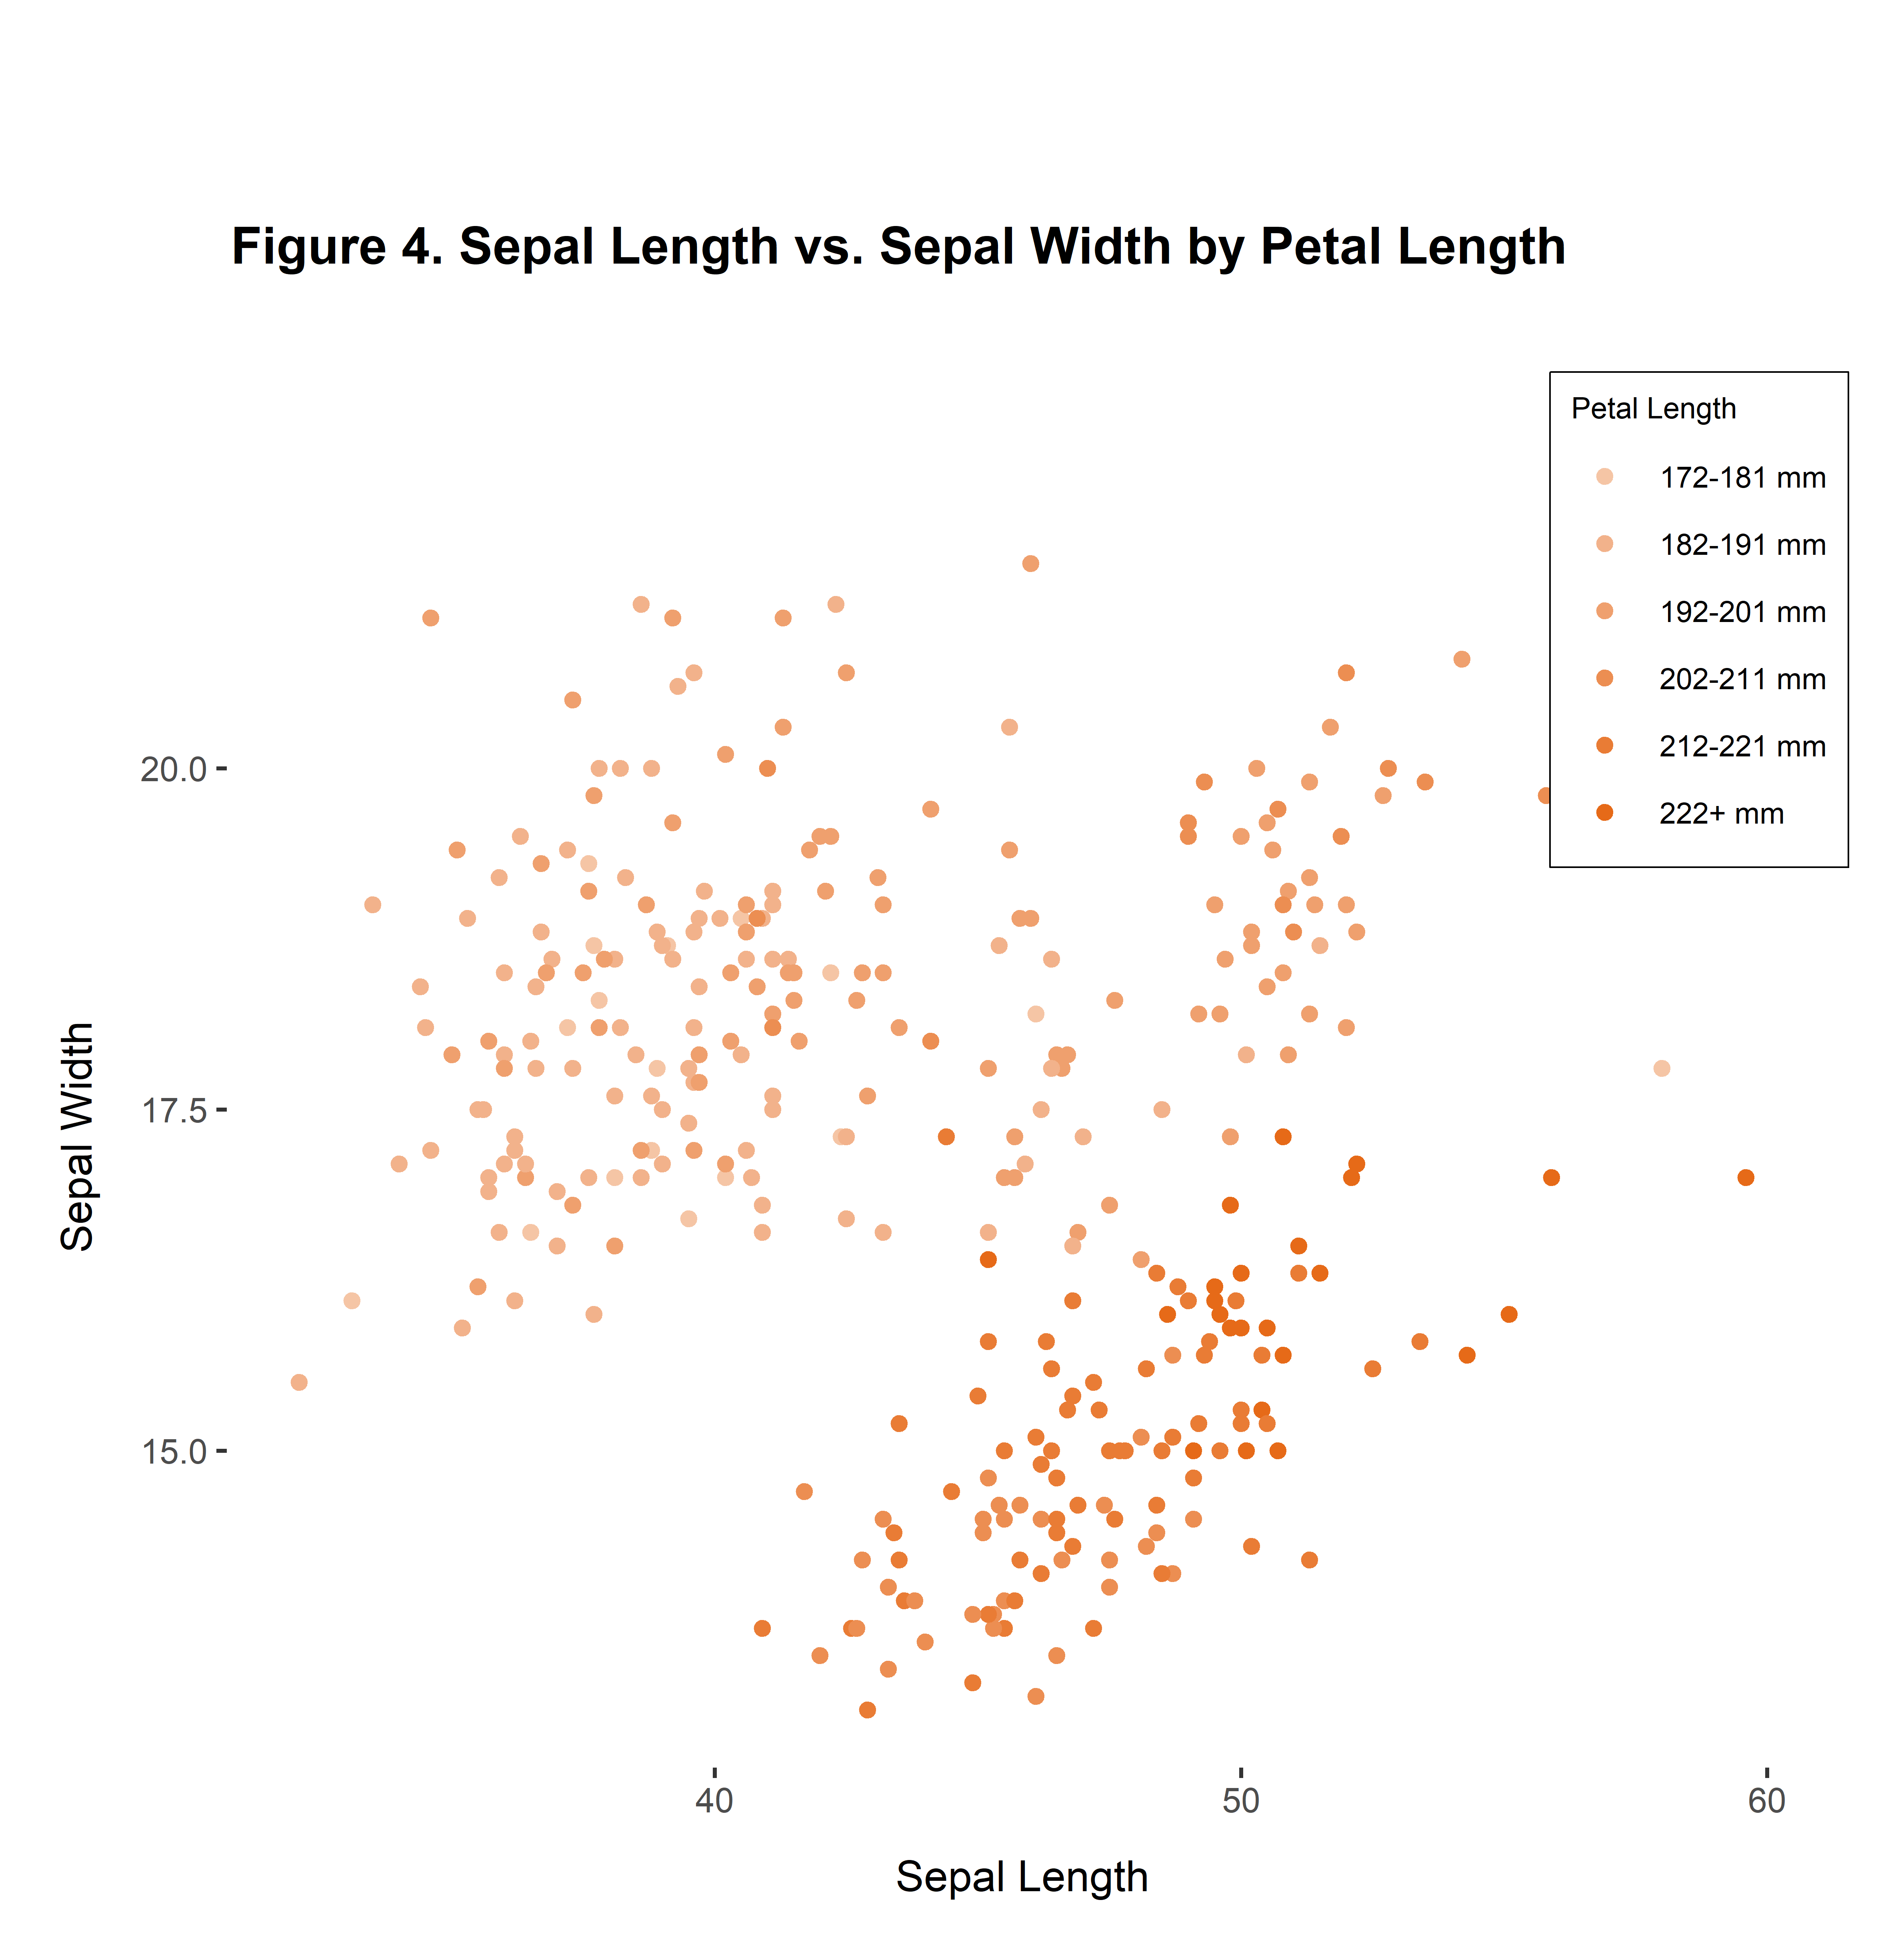 Figure 4. Sepal Length vs. Sepal Width by Petal Length
Petal Length
172-181 mm
182-191 mm
192-201 mm
202-211 mm
212-221 mm
222+ mm
20.0
17.5
15.0
Sepal Width
40 50 60
Sepal Length